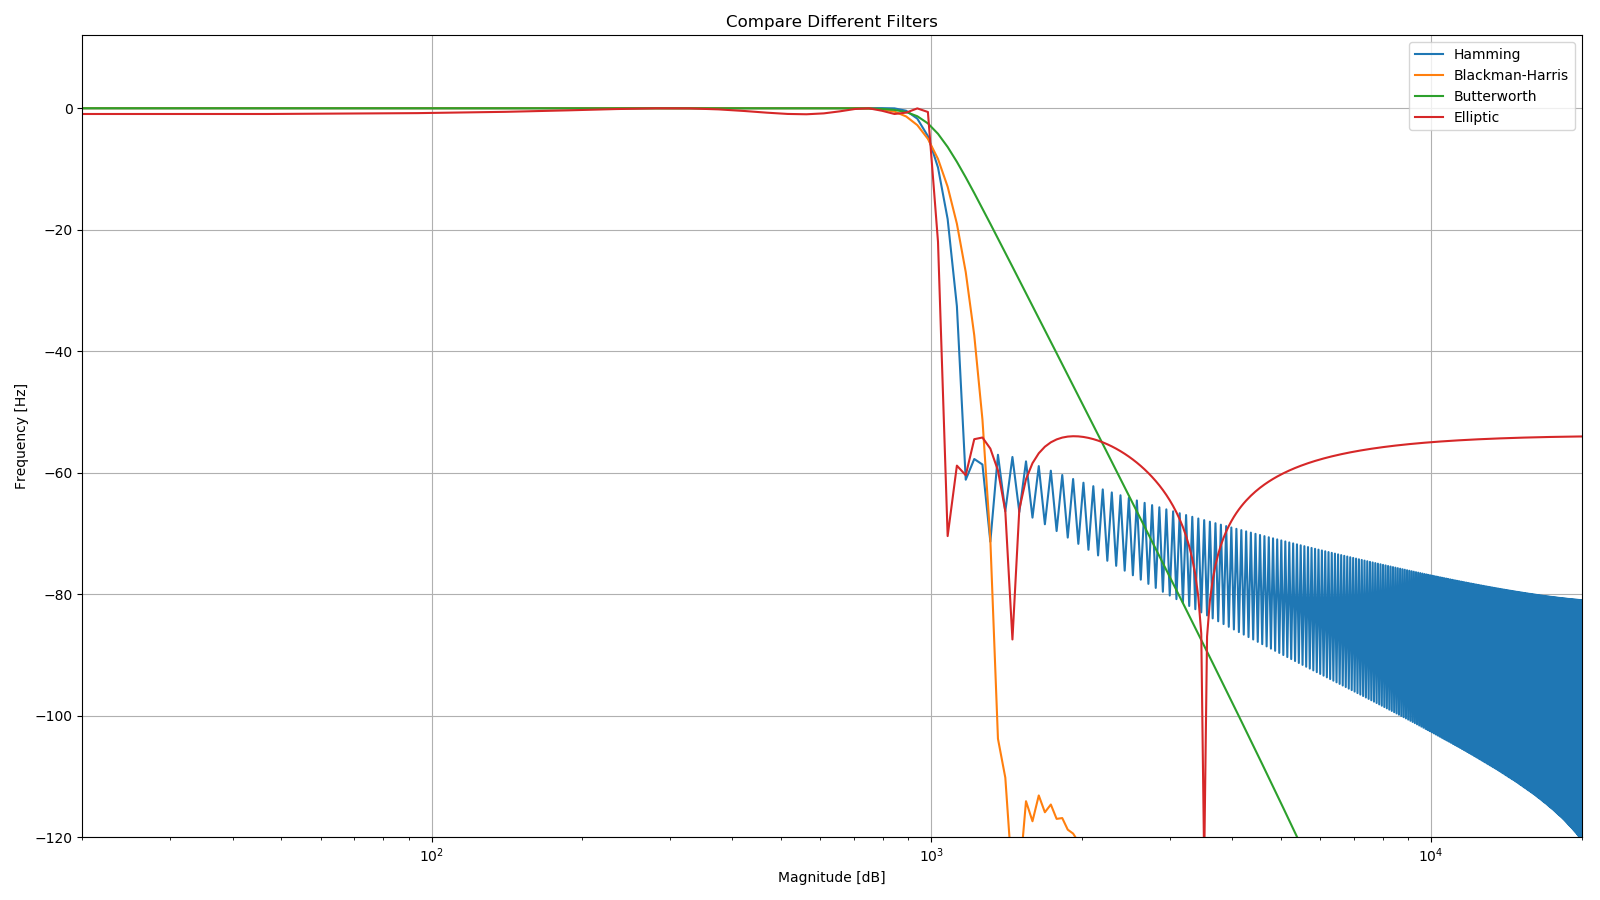 Compare Different Filters
Hamming
Blackman-Harris
Butterworth
Elliptic
Frequency [Hz]
0
−20
−40
−60
−80
−100
−120
10²
10³
10⁴
Magnitude [dB]